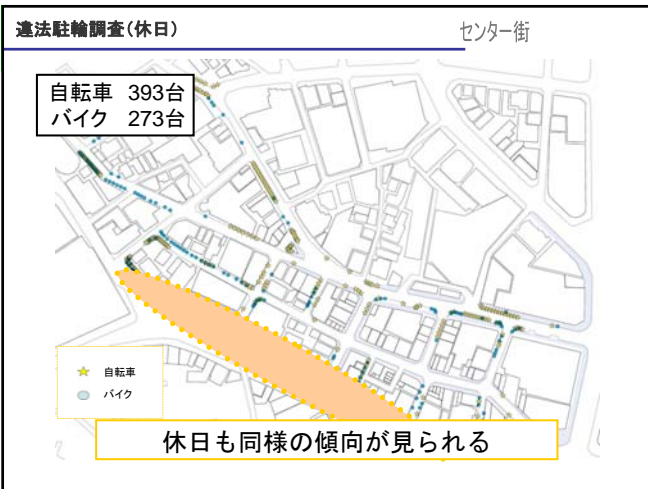 違法駐輪調査(休日)
センター街
自転車 393台
バイク 273台
自転車
バイク
休日も同様の傾向が見られる